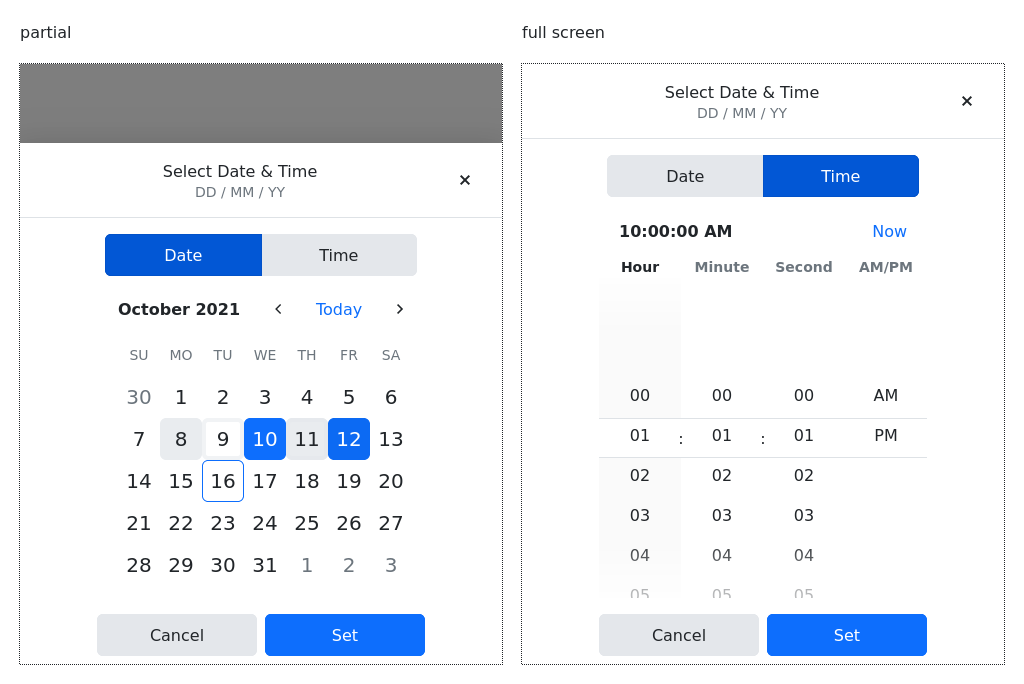 partial
Select Date & Time
DD / MM / YY
×
Date Time
October 2021 Today
SU MO TU WE TH FR SA
30 1 2 3 4 5 6
7 8 9 10 11 12 13
14 15 16 17 18 19 20
21 22 23 24 25 26 27
28 29 30 31 1 2 3
Cancel Set
full screen
Select Date & Time
DD / MM / YY
×
Date Time
10:00:00 AM Now
Hour Minute Second AM/PM
00 00 00 AM
01 : 01 : 01 PM
02 02 02
03 03 03
04 04 04
05 05 05
Cancel Set